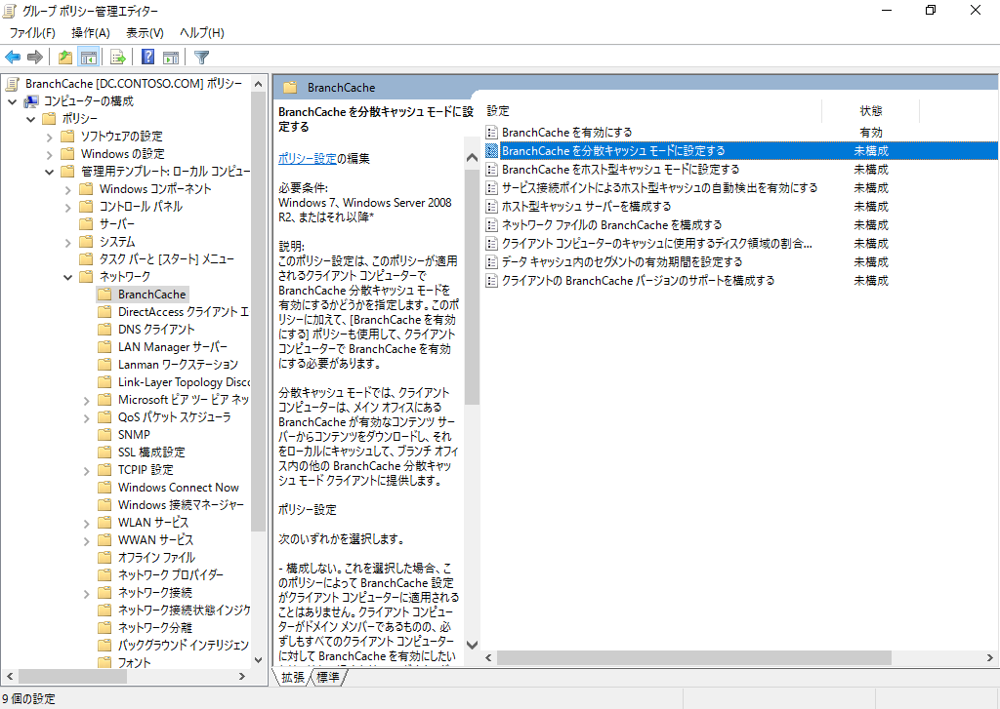 グループ ポリシー管理エディター
ファイル(F) 操作(A) 表示(V) ヘルプ(H)
BranchCache [DC.CONTOSO.COM] ポリシー
コンピューターの構成
ポリシー
ソフトウェアの設定
Windows の設定
管理用テンプレート: ローカル コンピュー
Windows コンポーネント
コントロール パネル
サーバー
システム
タスク バーと [スタート] メニュー
ネットワーク
BranchCache
DirectAccess クライアント エ
DNS クライアント
LAN Manager サーバー
Lanman ワークステーション
Link-Layer Topology Disco
Microsoft ピア ツー ピア ネッ
QoS パケット スケジューラ
SNMP
SSL 構成設定
TCPIP 設定
Windows Connect Now
Windows 接続マネージャー
WLAN サービス
WWAN サービス
オフライン ファイル
ネットワーク プロバイダー
ネットワーク接続
ネットワーク接続状態インジケ
ネットワーク分離
バックグラウンド インテリジェン
フォント
BranchCache
BranchCache を分散キャッシュ モードに設
定する
ポリシー設定の編集
必要条件:
Windows 7、Windows Server 2008
R2、またはそれ以降*
説明:
このポリシー設定は、このポリシーが適用
されるクライアント コンピューターで
BranchCache 分散キャッシュ モードを
有効にするかどうかを指定します。このポ
リシーに加えて、[BranchCache を有効
にする] ポリシーも使用して、クライアント
コンピューターで BranchCache を有効
にする必要があります。
分散キャッシュ モードでは、クライアント
コンピューターは、メイン オフィスにある
BranchCache が有効なコンテンツ サー
バーからコンテンツをダウンロードし、それ
をローカルにキャッシュして、ブランチ オフィ
ス内の他の BranchCache 分散キャッ
シュ モード クライアントに提供します。
ポリシー設定
次のいずれかを選択します。
- 構成しない。これを選択した場合、こ
のポリシーによって BranchCache 設定
がクライアント コンピューターに適用される
ことはありません。クライアント コンピュー
ターがドメイン メンバーであるものの、必
ずしもすべてのクライアント コンピューター
に対して BranchCache を有効にしたい
設定 状態
BranchCache を有効にする 有効
BranchCache を分散キャッシュ モードに設定する 未構成
BranchCache をホスト型キャッシュ モードに設定する 未構成
サービス接続ポイントによるホスト型キャッシュの自動検出を有効にする 未構成
ホスト型キャッシュ サーバーを構成する 未構成
ネットワーク ファイルの BranchCache を構成する 未構成
クライアント コンピューターのキャッシュに使用するディスク領域の割合... 未構成
データ キャッシュ内のセグメントの有効期間を設定する 未構成
クライアントの BranchCache バージョンのサポートを構成する 未構成
拡張 標準
9 個の設定